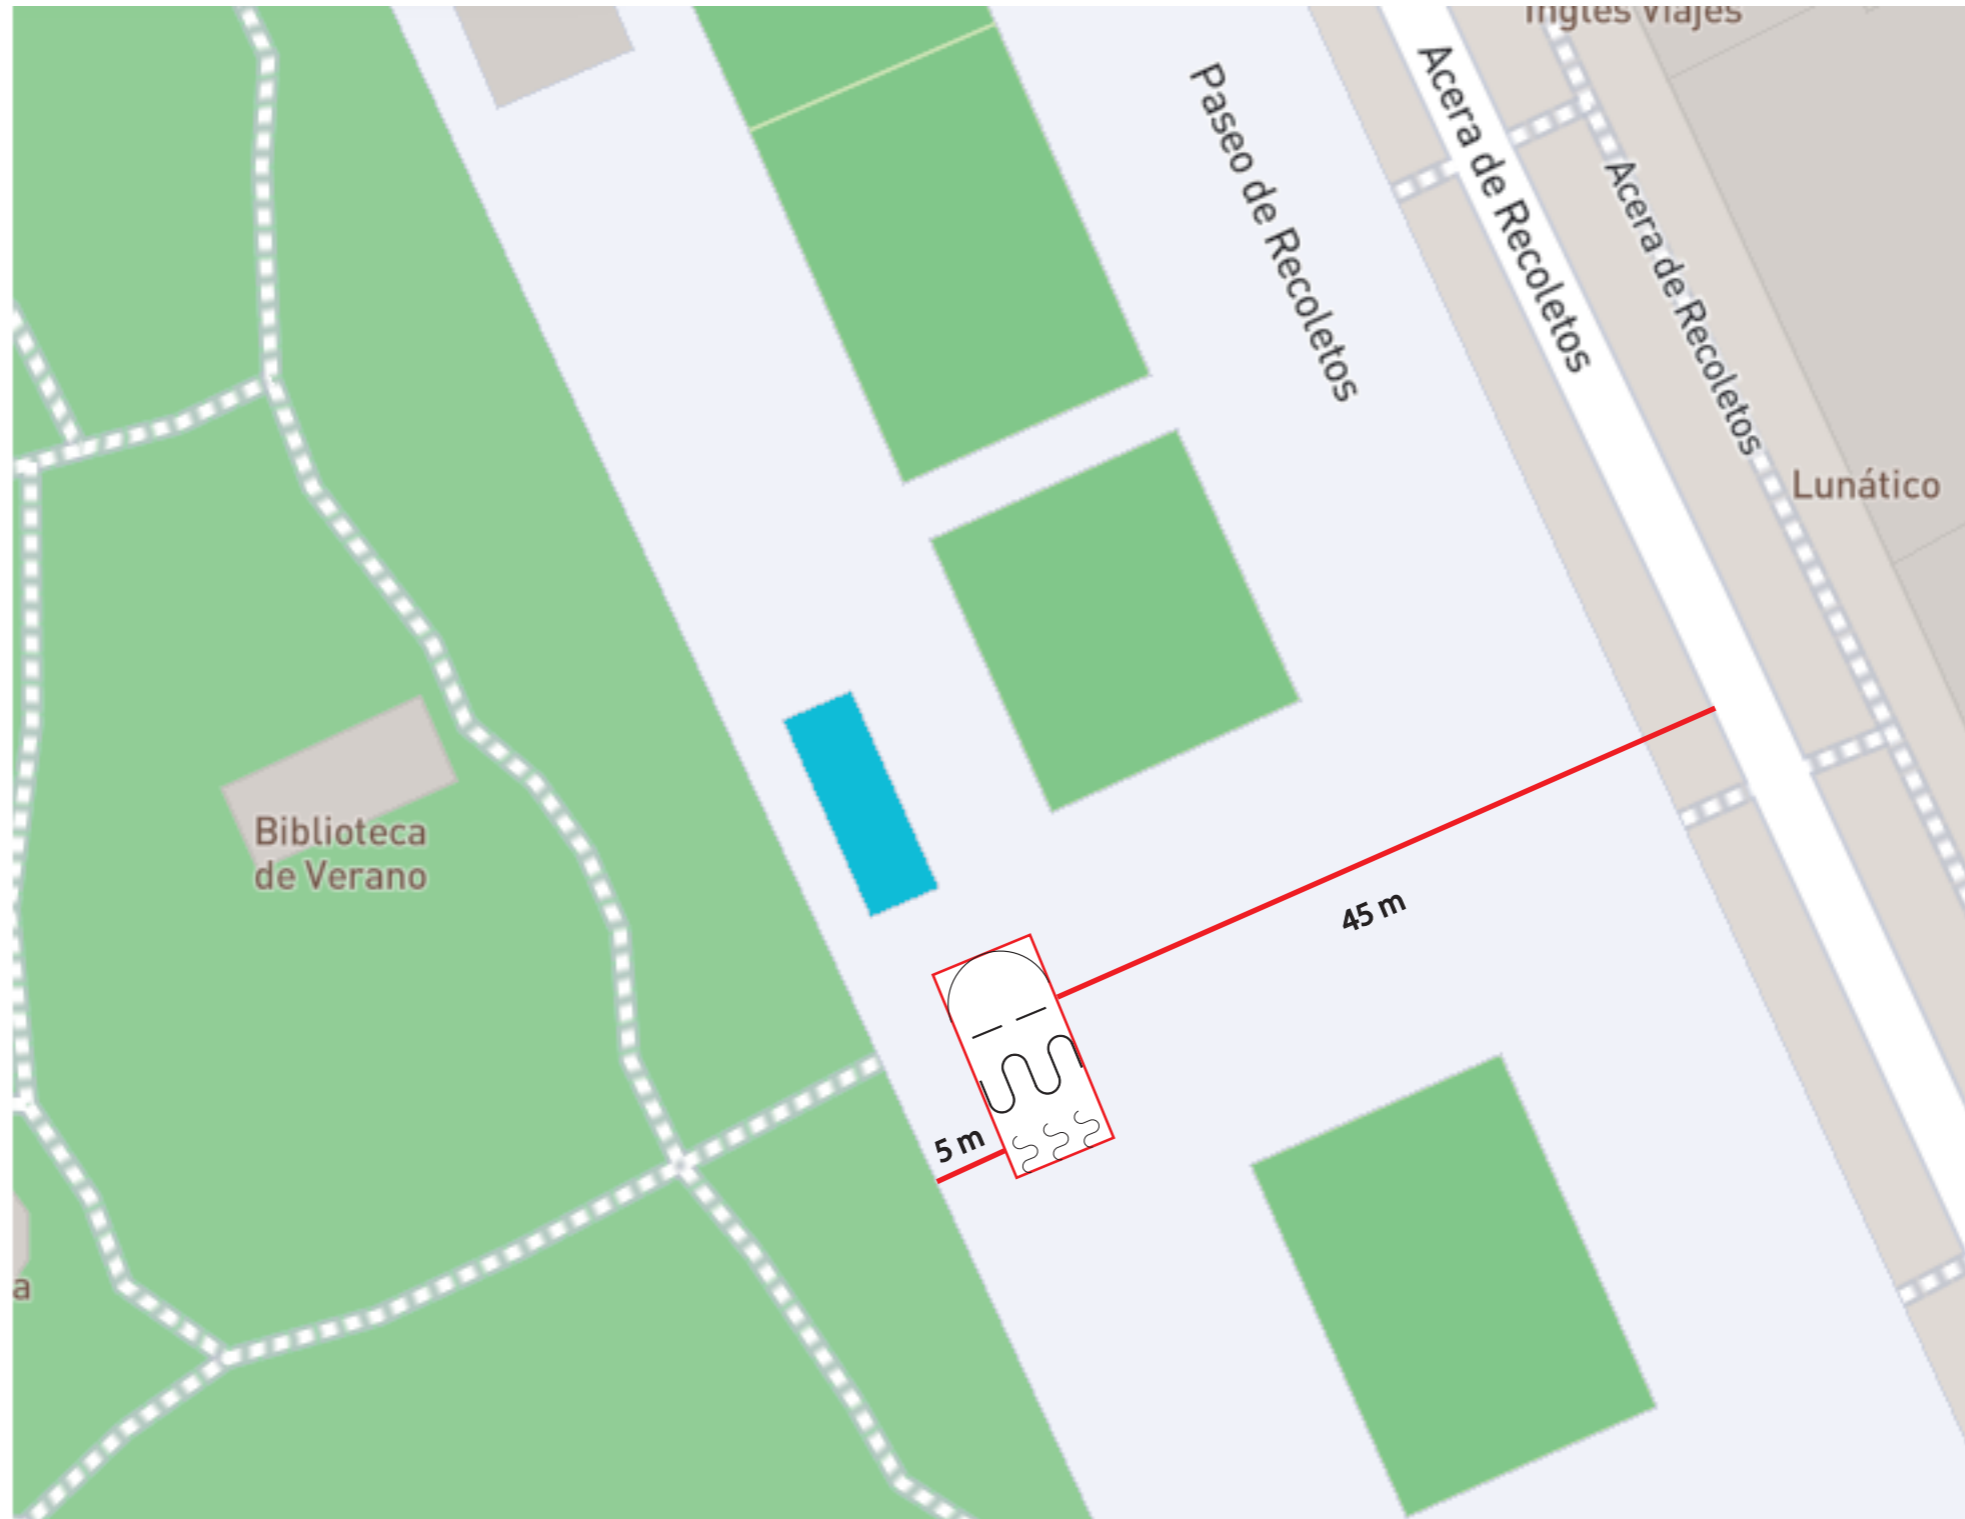 Inglés Viajes
Acera de Recoletos
Paseo de Recoletos
Acera de Recoletos
Lunático
Biblioteca
de Verano
45 m
5 m
a